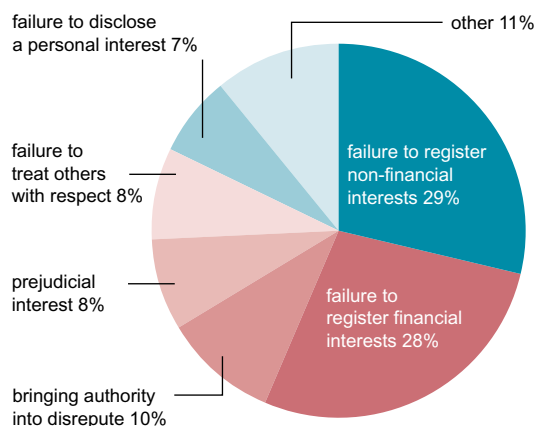 failure to disclose
a personal interest 7%
other 11%
failure to register
non-financial
interests 29%
failure to
treat others
with respect 8%
prejudicial
interest 8%
failure to
register financial
interests 28%
bringing authority
into disrepute 10%